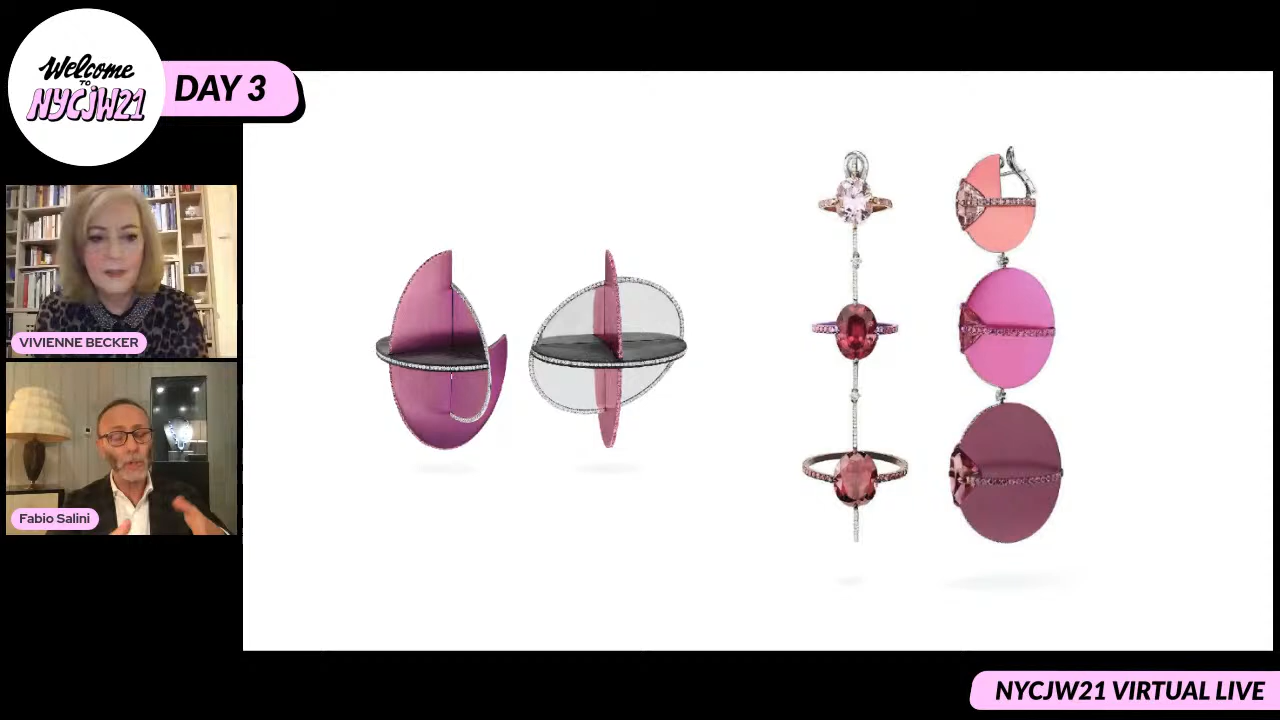 Welcome
TO
NYCJW21
DAY 3
VIVIENNE BECKER
Fabio Salini
NYCJW21 VIRTUAL LIVE